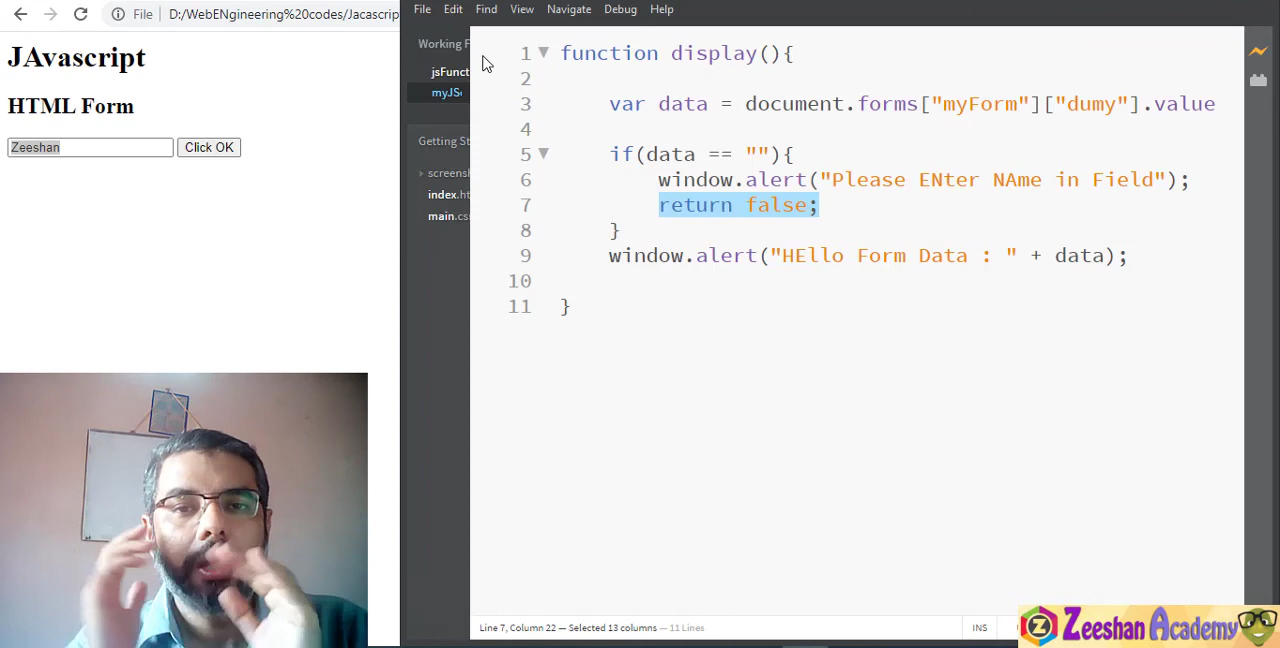 File D:/WebENgineering%20codes/Jacascrip
JAvascript
HTML Form
Zeeshan Click OK
File Edit Find View Navigate Debug Help
Working F
jsFunct
myJSc
Getting St
screensh
index.ht
main.cs
1 function display(){
2
3 var data = document.forms["myForm"]["dumy"].value
4
5 if(data == ""){
6 window.alert("Please ENter NAme in Field");
7 return false;
8 }
9 window.alert("HEllo Form Data : " + data);
10
11 }
Line 7, Column 22 — Selected 13 columns — 11 Lines
INS
Z Zeeshan Academy